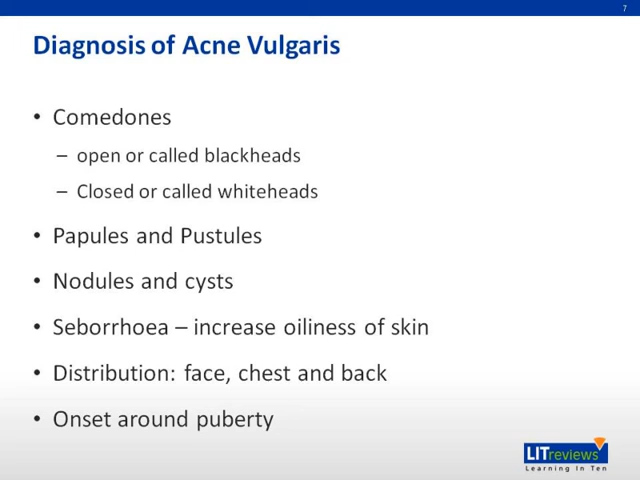 7
Diagnosis of Acne Vulgaris
• Comedones
– open or called blackheads
– Closed or called whiteheads
• Papules and Pustules
• Nodules and cysts
• Seborrhoea – increase oiliness of skin
• Distribution: face, chest and back
• Onset around puberty
LITreviews
Learning In Ten